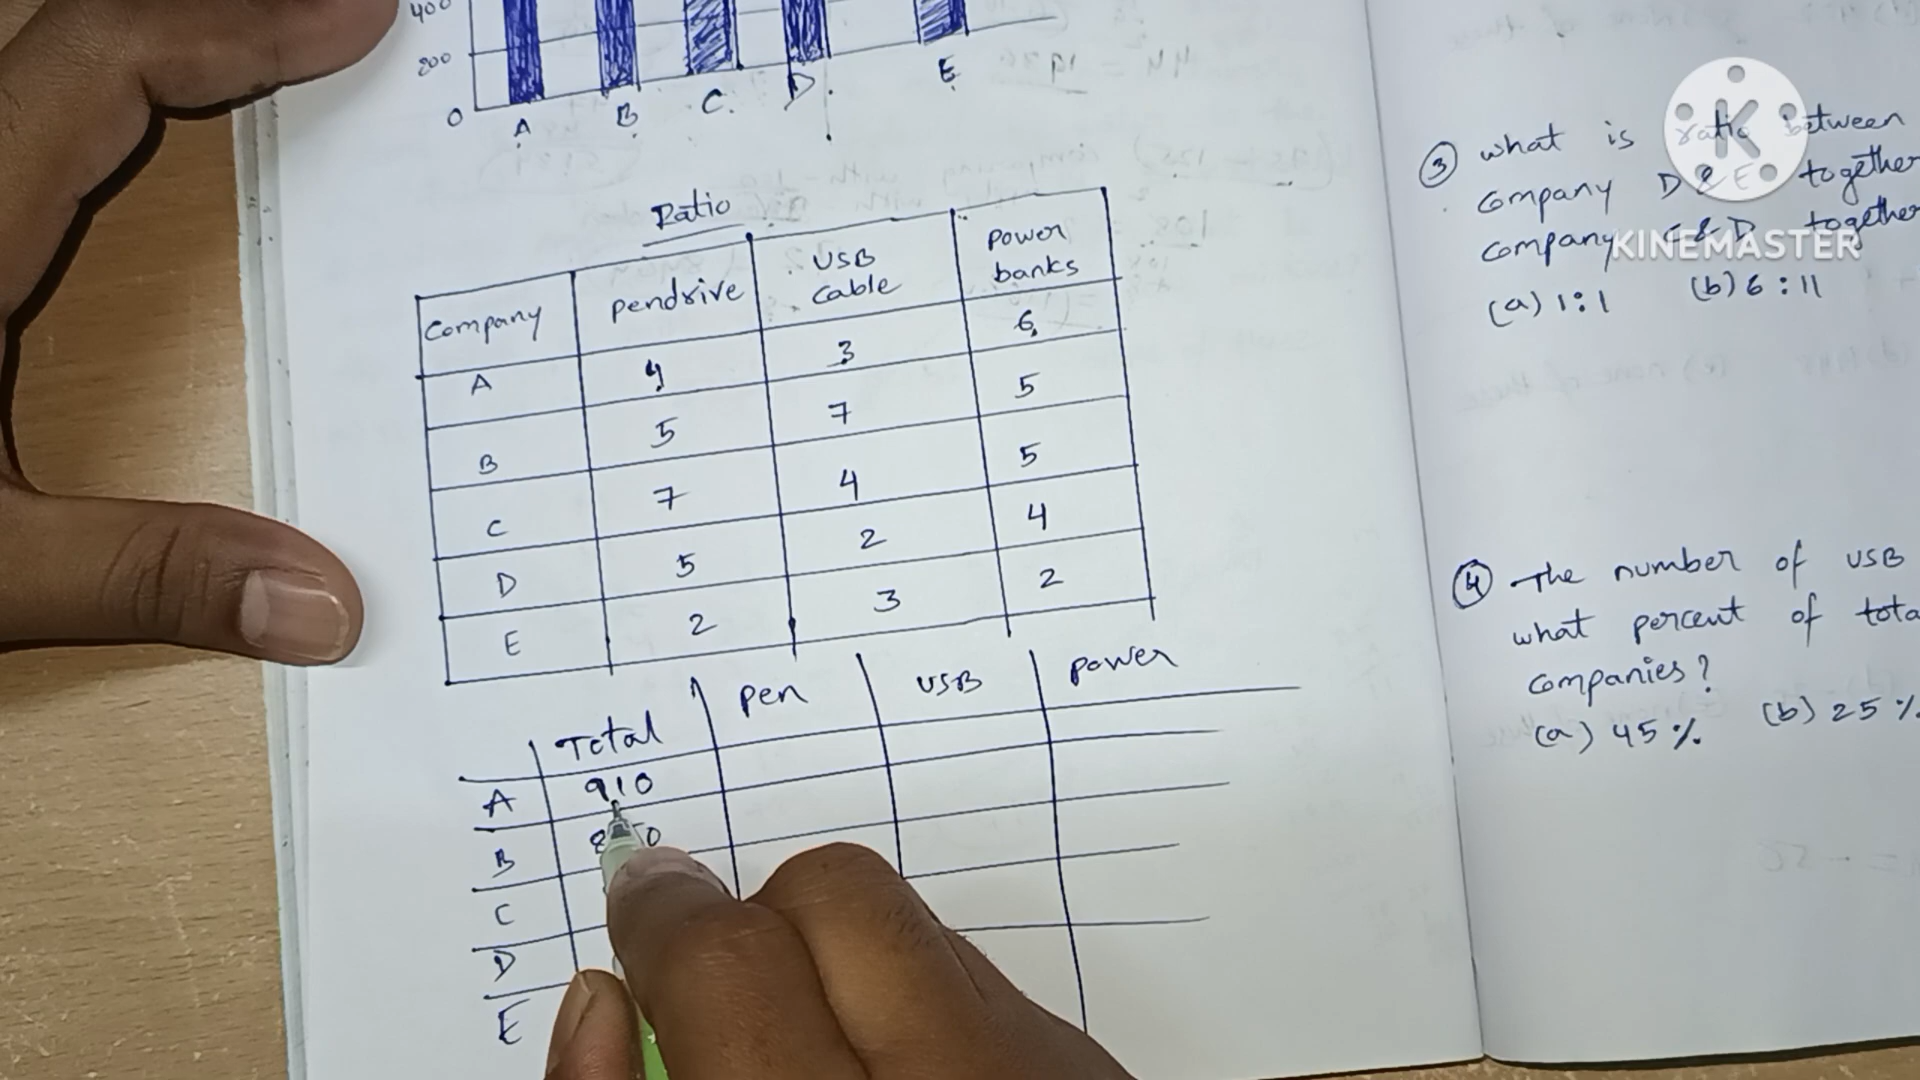 400
200
0
A B C. D. E
Ratio
Company pendrive USB Cable Power banks
A 4 3 6
B 5 7 5
C 7 4 5
D 5 2 4
E 2 3 2
Total pen USB power
A 910
B
C
D
E
③ what is ratio between
company D & E together
company & D together
(a) 1:1 (b) 6:11
④ The number of USB
what percent of
companies?
(a) 45% (b) 25%
KINEMASTER